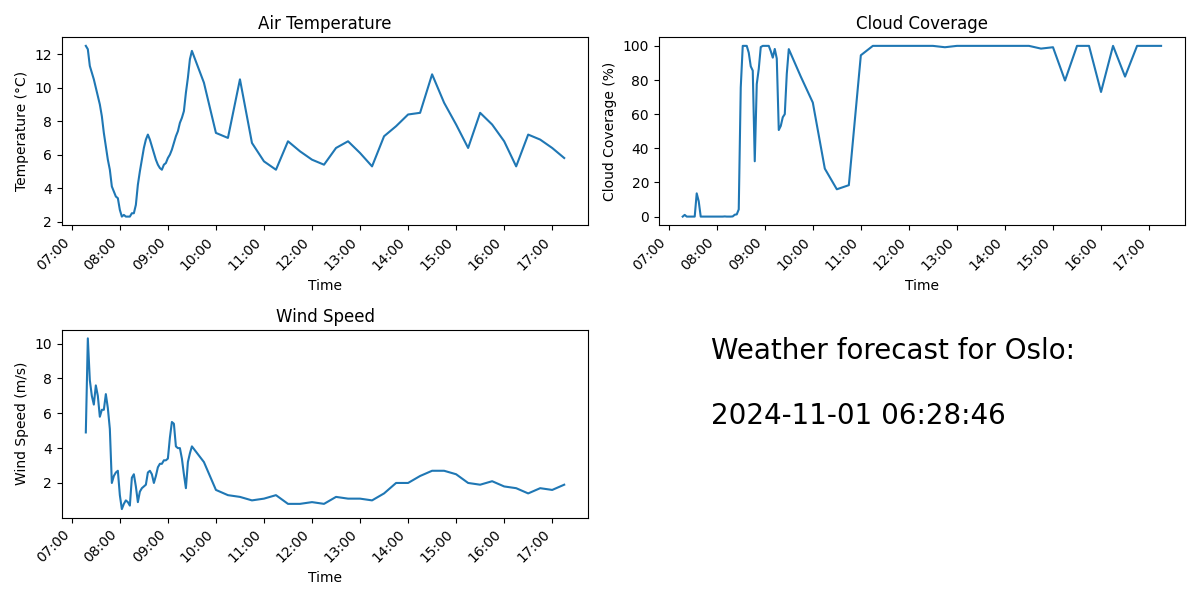 Air Temperature
Temperature (°C)
12
10
8
6
4
2
07:00 08:00 09:00 10:00 11:00 12:00 13:00 14:00 15:00 16:00 17:00
Time
Cloud Coverage
Cloud Coverage (%)
100
80
60
40
20
0
07:00 08:00 09:00 10:00 11:00 12:00 13:00 14:00 15:00 16:00 17:00
Time
Wind Speed
Wind Speed (m/s)
10
8
6
4
2
07:00 08:00 09:00 10:00 11:00 12:00 13:00 14:00 15:00 16:00 17:00
Time
Weather forecast for Oslo:
2024-11-01 06:28:46